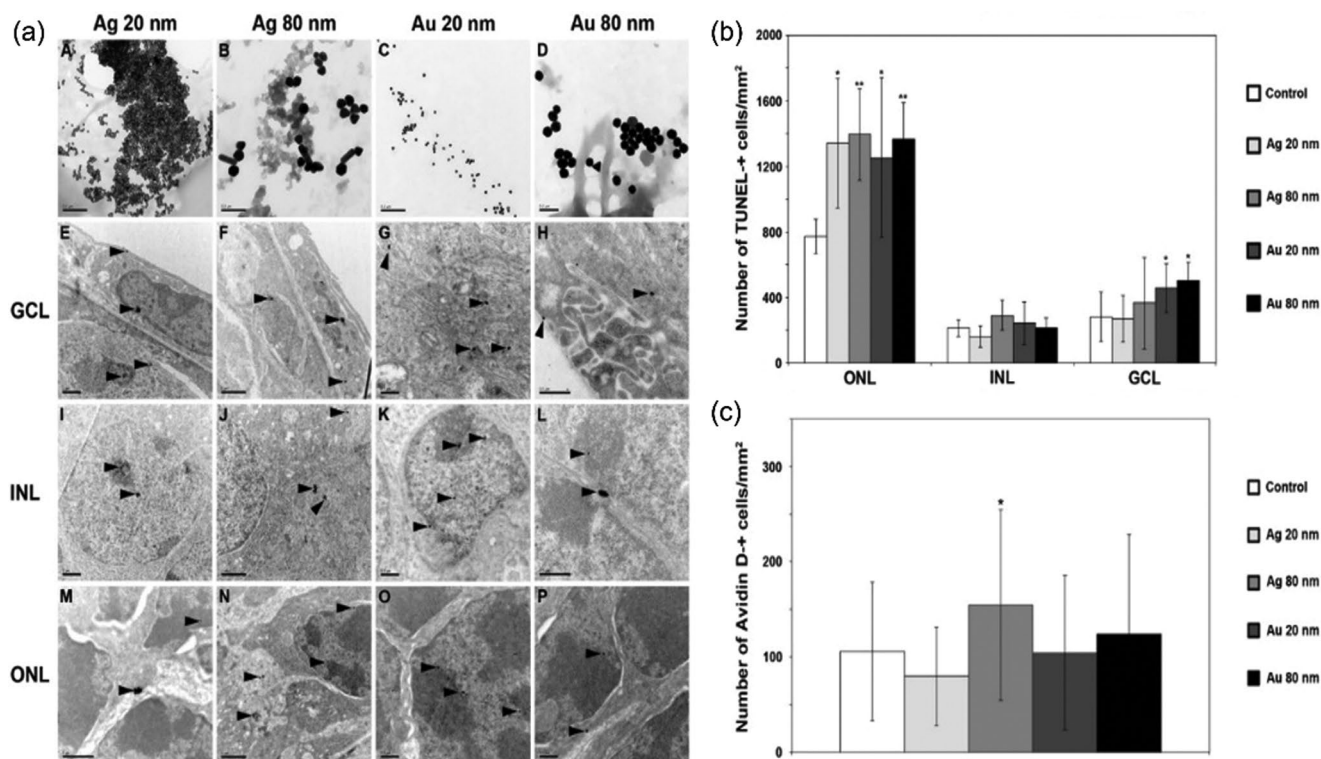 (a)
Ag 20 nm Ag 80 nm Au 20 nm Au 80 nm
A B C D
GCL
E F G H
INL
I J K L
ONL
M N O P
(b)
Number of TUNEL-+ cells/mm²
2000
1600
1200
800
400
0
* ** * **
* *
ONL INL GCL
Control
Ag 20 nm
Ag 80 nm
Au 20 nm
Au 80 nm
(c)
Number of Avidin D-+ cells/mm²
300
200
100
0
*
Control
Ag 20 nm
Ag 80 nm
Au 20 nm
Au 80 nm